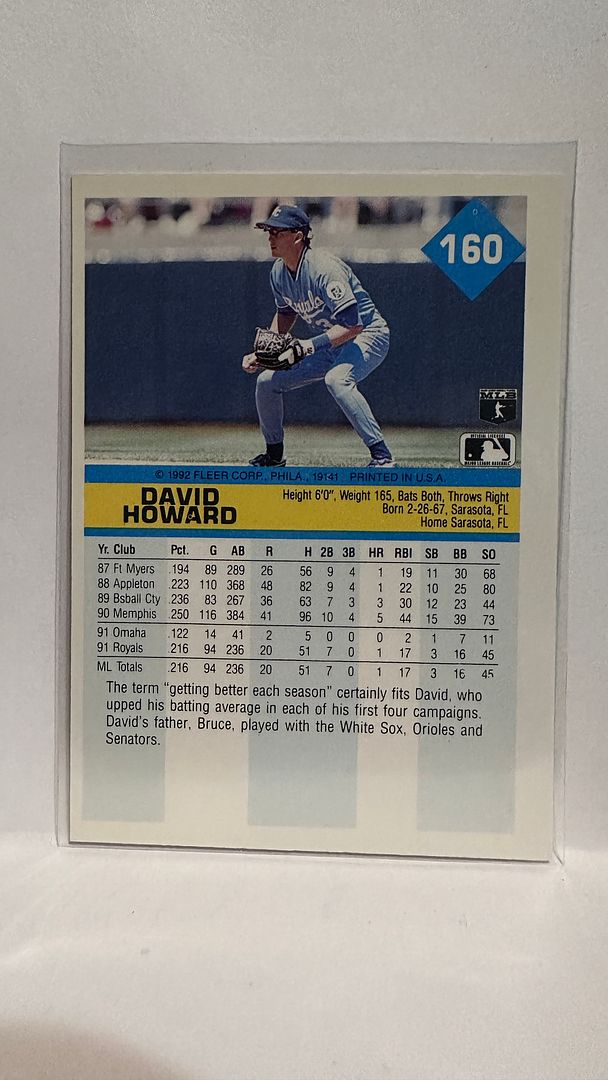 160
Royals
MLB
OFFICIAL LICENSEE
MAJOR LEAGUE BASEBALL
© 1992 FLEER CORP., PHILA., 19141 PRINTED IN U.S.A.
DAVID
HOWARD
Height 6'0", Weight 165, Bats Both, Throws Right
Born 2-26-67, Sarasota, FL
Home Sarasota, FL
Yr. Club Pct. G AB R H 2B 3B HR RBI SB BB SO
87 Ft Myers .194 89 289 26 56 9 4 1 19 11 30 68
88 Appleton .223 110 368 48 82 9 4 1 22 10 25 80
89 Bsball Cty .236 83 267 36 63 7 3 3 30 12 23 44
90 Memphis .250 116 384 41 96 10 4 5 44 15 39 73
91 Omaha .122 14 41 2 5 0 0 0 2 1 7 11
91 Royals .216 94 236 20 51 7 0 1 17 3 16 45
ML Totals .216 94 236 20 51 7 0 1 17 3 16 45
The term "getting better each season" certainly fits David, who
upped his batting average in each of his first four campaigns.
David's father, Bruce, played with the White Sox, Orioles and
Senators.